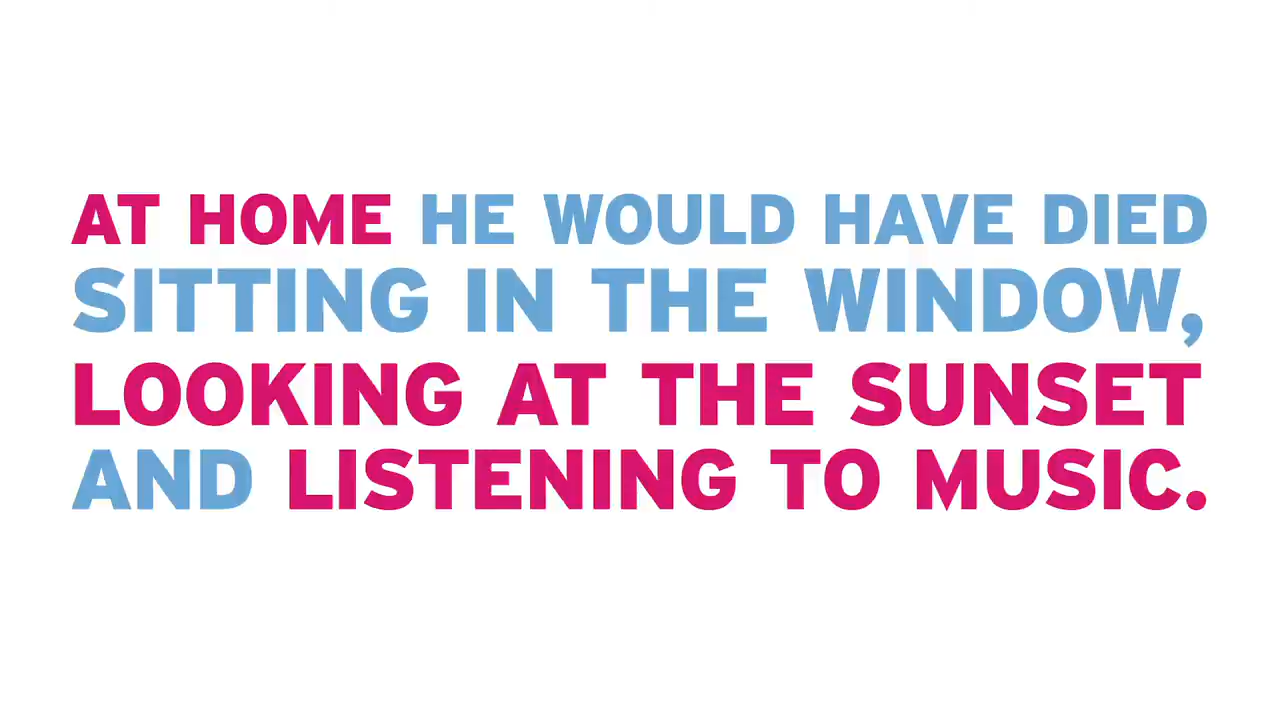 AT HOME HE WOULD HAVE DIED
SITTING IN THE WINDOW,
LOOKING AT THE SUNSET
AND LISTENING TO MUSIC.